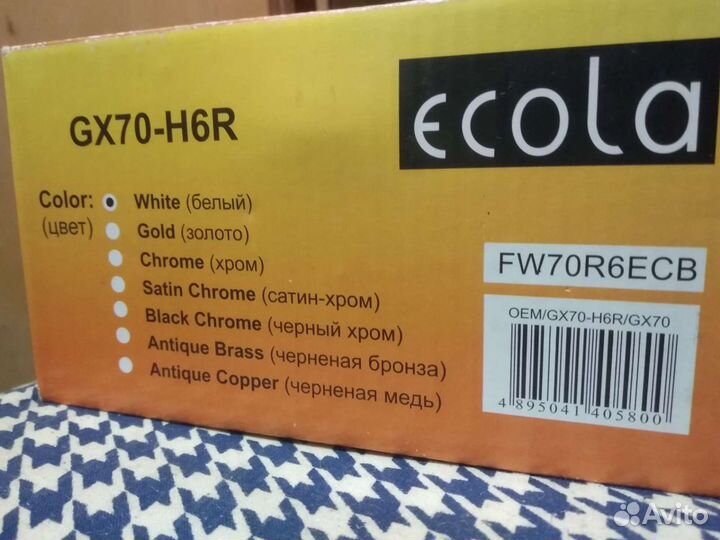 ecola
GX70-H6R
Color:
(цвет)
White (белый)
Gold (золото)
Chrome (хром)
Satin Chrome (сатин-хром)
Black Chrome (черный хром)
Antique Brass (черненая бронза)
Antique Copper (черненая медь)
FW70R6ECB
OEM/GX70-H6R/GX70
4 895041 405800
Avito